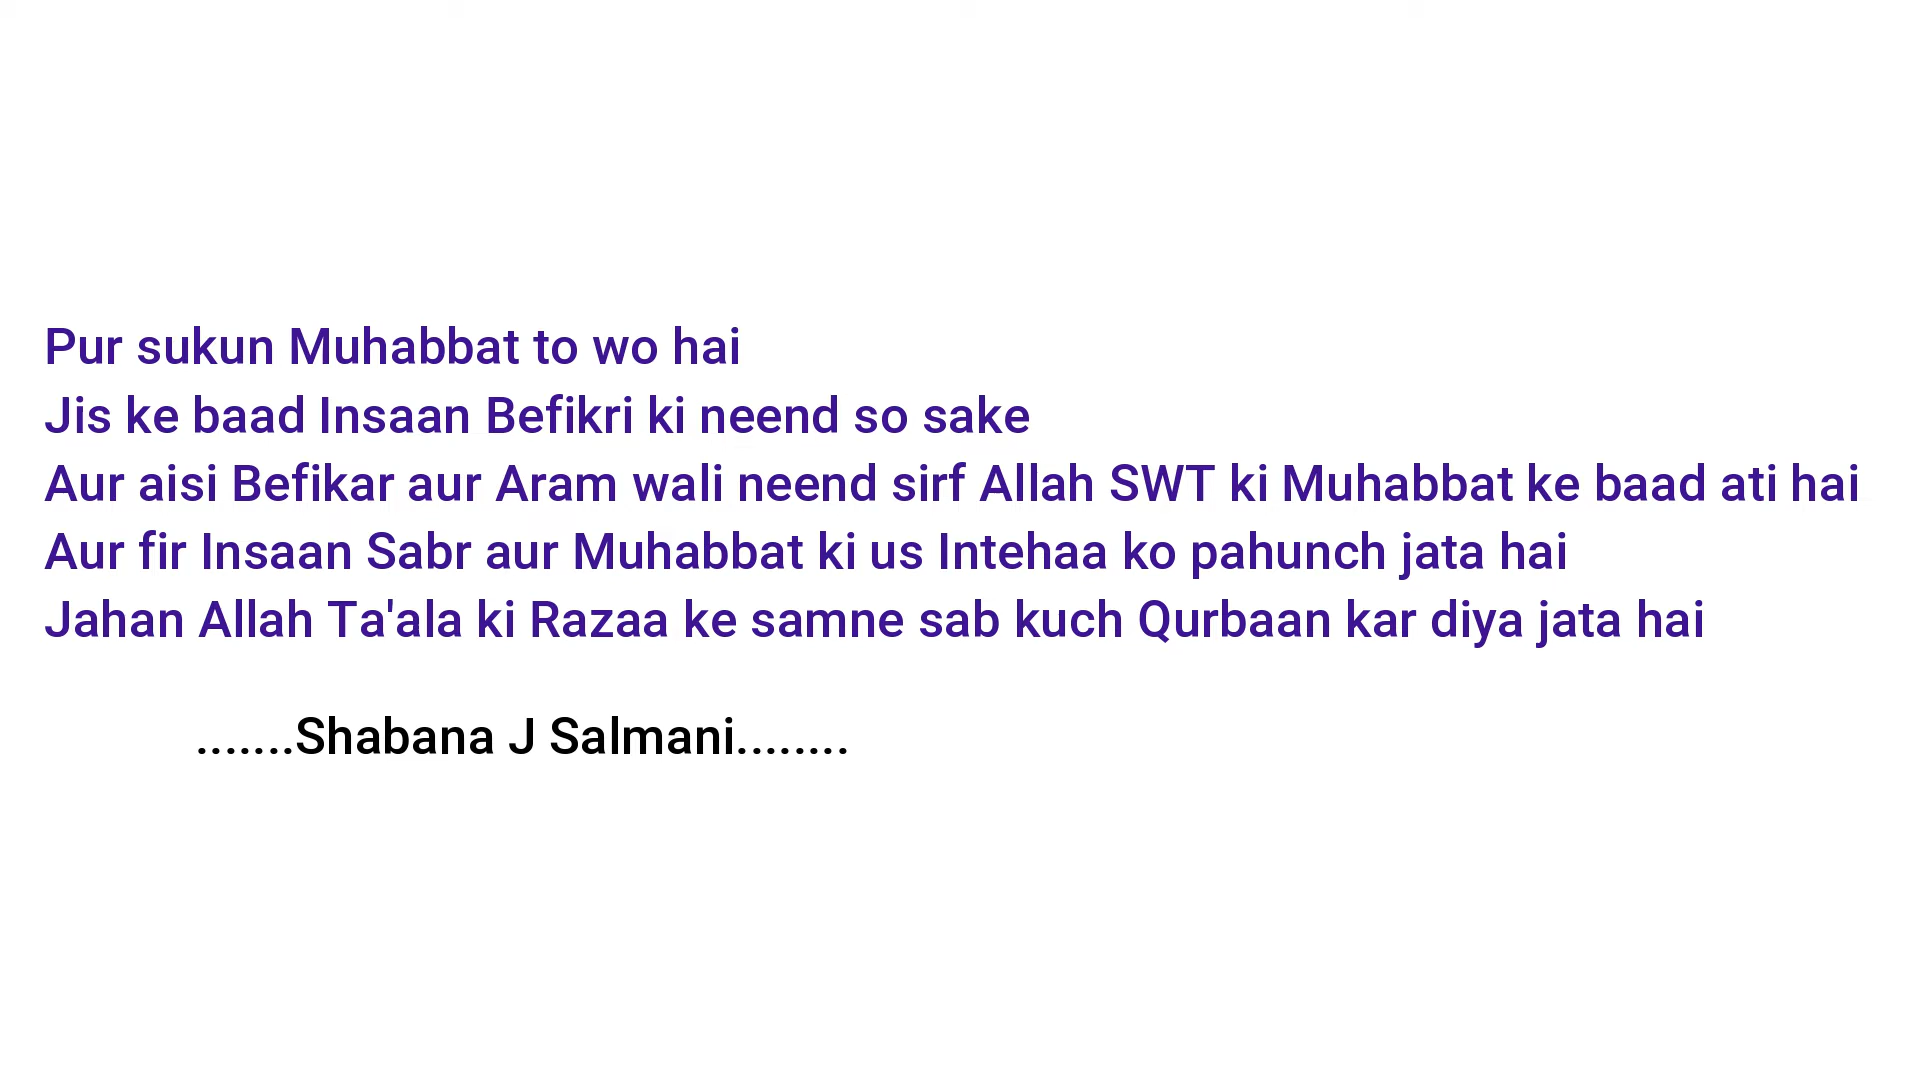 Pur sukun Muhabbat to wo hai
Jis ke baad Insaan Befikri ki neend so sake
Aur aisi Befikar aur Aram wali neend sirf Allah SWT ki Muhabbat ke baad ati hai
Aur fir Insaan Sabr aur Muhabbat ki us Intehaa ko pahunch jata hai
Jahan Allah Ta'ala ki Razaa ke samne sab kuch Qurbaan kar diya jata hai
.......Shabana J Salmani........